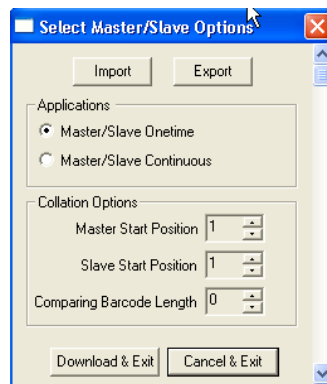 Select Master/Slave Options
Import Export
Applications
Master/Slave Onetime
Master/Slave Continuous
Collation Options
Master Start Position 1
Slave Start Position 1
Comparing Barcode Length 0
Download & Exit Cancel & Exit